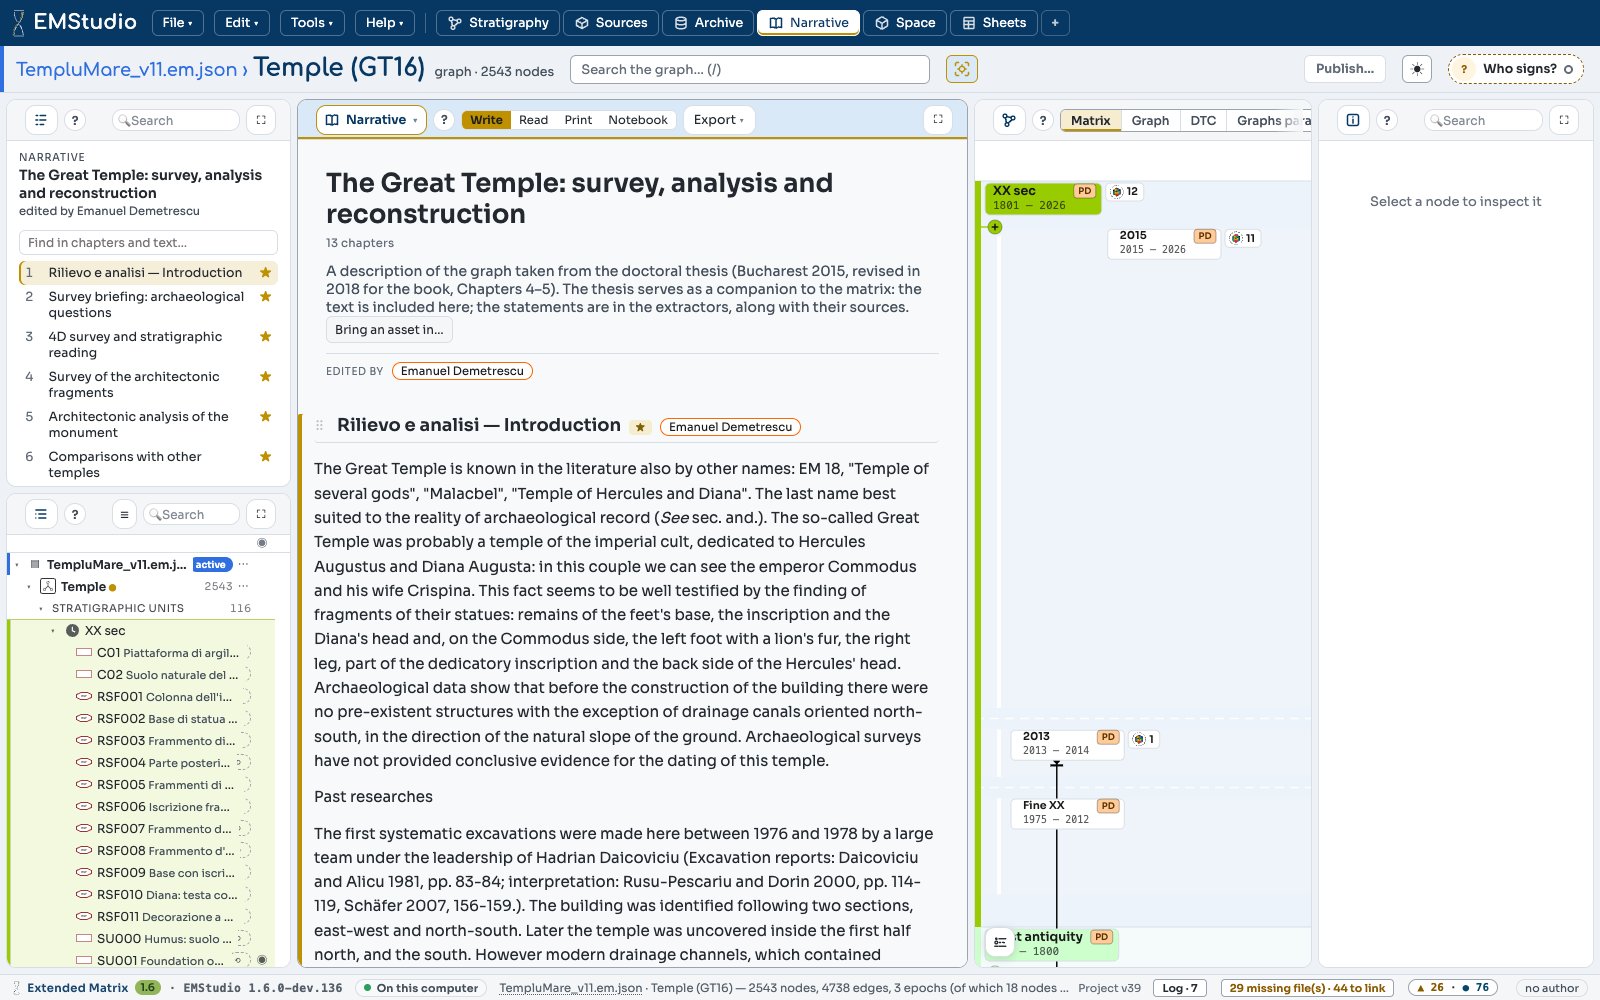 EMStudio File Edit Tools Help Stratigraphy Sources Archive Narrative Space Sheets +
TempluMare_v11.em.json › Temple (GT16) graph · 2543 nodes Search the graph... (/) Publish... ? Who signs?
? Search
NARRATIVE
The Great Temple: survey, analysis
and reconstruction
edited by Emanuel Demetrescu
Find in chapters and text...
1 Rilievo e analisi — Introduction
2 Survey briefing: archaeological
questions
3 4D survey and stratigraphic
reading
4 Survey of the architectonic
fragments
5 Architectonic analysis of the
monument
6 Comparisons with other
temples
? Search
TempluMare_v11.em.j... active ...
Temple 2543 ...
STRATIGRAPHIC UNITS 116
XX sec
C01 Piattaforma di argil...
C02 Suolo naturale del ...
RSF001 Colonna dell'i...
RSF002 Base di statua ...
RSF003 Frammento di...
RSF004 Parte posteri...
RSF005 Frammenti di ...
RSF006 Iscrizione fra...
RSF007 Frammento d...
RSF008 Frammento d'...
RSF009 Base con iscri...
RSF010 Diana: testa co...
RSF011 Decorazione a ...
SU000 Humus: suolo ...
SU001 Foundation o...
Narrative ? Write Read Print Notebook Export
The Great Temple: survey, analysis and
reconstruction
13 chapters
A description of the graph taken from the doctoral thesis (Bucharest 2015, revised in
2018 for the book, Chapters 4–5). The thesis serves as a companion to the matrix: the
text is included here; the statements are in the extractors, along with their sources.
Bring an asset in...
EDITED BY Emanuel Demetrescu
Rilievo e analisi — Introduction Emanuel Demetrescu
The Great Temple is known in the literature also by other names: EM 18, "Temple of
several gods", "Malacbel", "Temple of Hercules and Diana". The last name best
suited to the reality of archaeological record (See sec. and.). The so-called Great
Temple was probably a temple of the imperial cult, dedicated to Hercules
Augustus and Diana Augusta: in this couple we can see the emperor Commodus
and his wife Crispina. This fact seems to be well testified by the finding of
fragments of their statues: remains of the feet's base, the inscription and the
Diana's head and, on the Commodus side, the left foot with a lion's fur, the right
leg, part of the dedicatory inscription and the back side of the Hercules' head.
Archaeological data show that before the construction of the building there were
no pre-existent structures with the exception of drainage canals oriented north-
south, in the direction of the natural slope of the ground. Archaeological surveys
have not provided conclusive evidence for the dating of this temple.
Past researches
The first systematic excavations were made here between 1976 and 1978 by a large
team under the leadership of Hadrian Daicoviciu (Excavation reports: Daicoviciu
and Alicu 1981, pp. 83-84; interpretation: Rusu-Pescariu and Dorin 2000, pp. 114-
119, Schäfer 2007, 156-159.). The building was identified following two sections,
east-west and north-south. Later the temple was uncovered inside the first half
north, and the south. However modern drainage channels, which contained
? Matrix Graph DTC Graphs para
XX sec PD 12
1801 – 2026
2015 PD 11
2015 – 2026
2013 PD 1
2013 – 2014
Fine XX PD
1975 – 2012
t antiquity PD
– 1800
? Search
Select a node to inspect it
Extended Matrix 1.6 · EMStudio 1.6.0-dev.136 On this computer TempluMare_v11.em.json · Temple (GT16) — 2543 nodes, 4738 edges, 3 epochs (of which 18 nodes ... Project v39 Log · 7 29 missing file(s) · 44 to link ▲ 26 · ● 76 no author